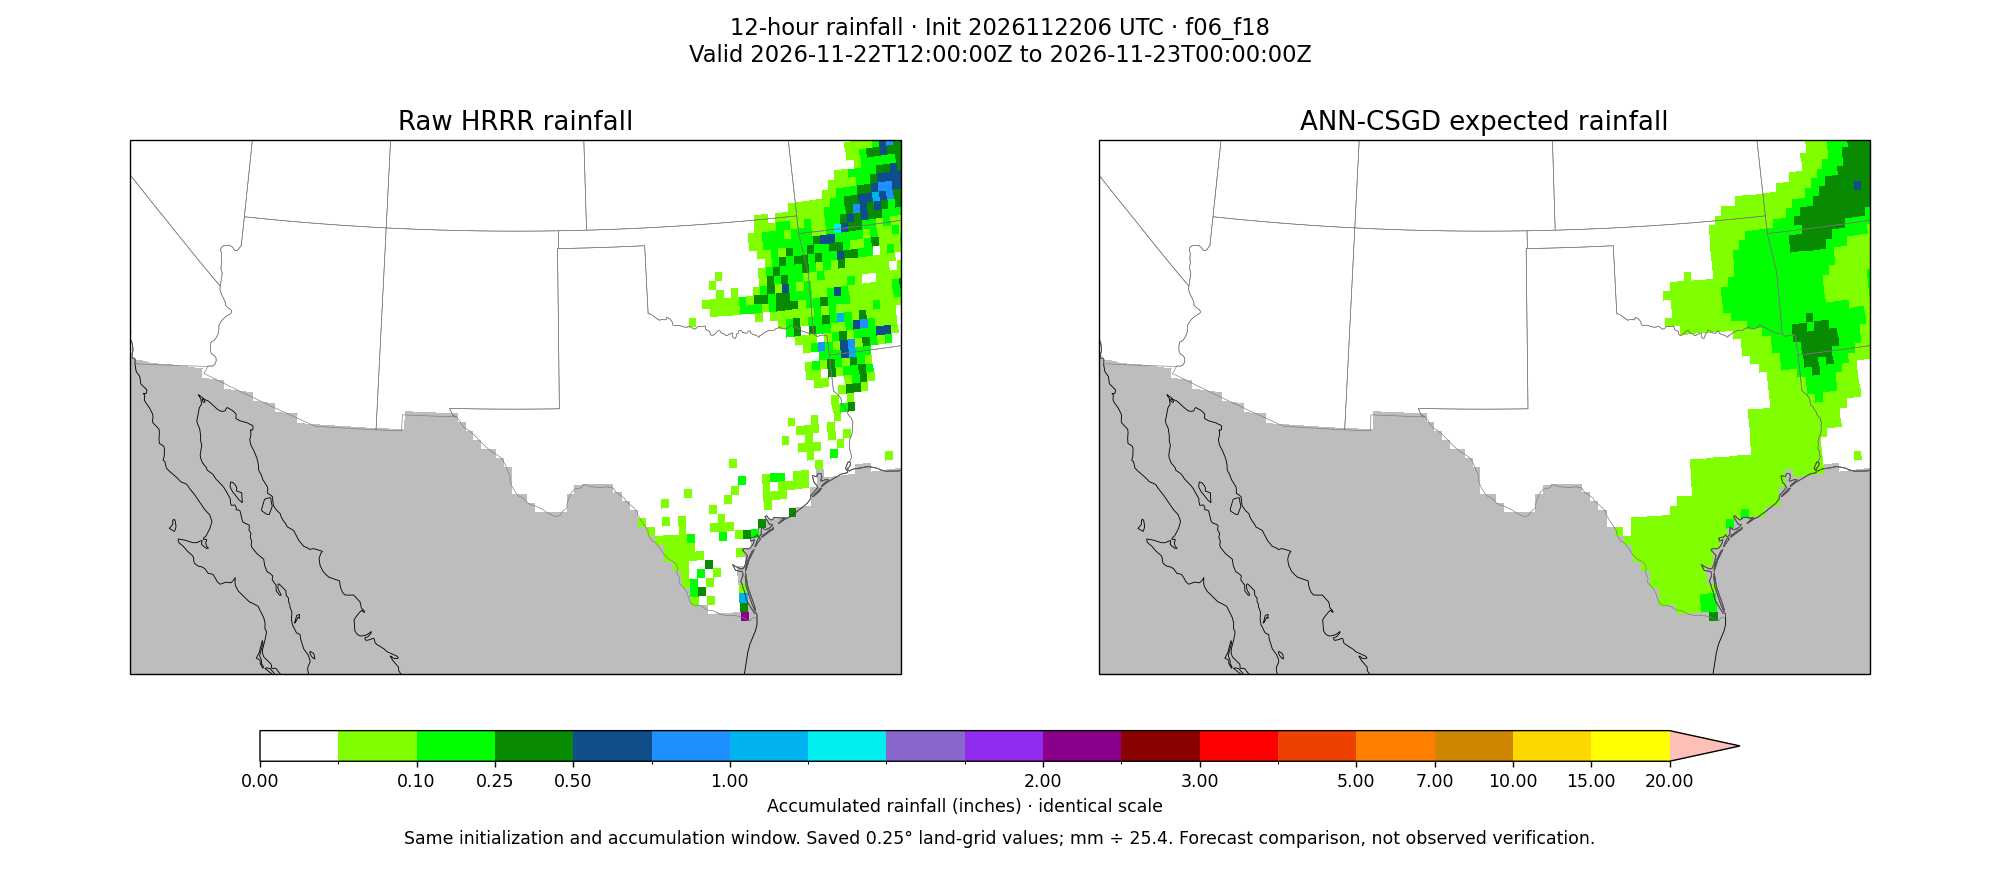 12-hour rainfall · Init 2026112206 UTC · f06_f18
Valid 2026-11-22T12:00:00Z to 2026-11-23T00:00:00Z
Raw HRRR rainfall
ANN-CSGD expected rainfall
0.00 0.10 0.25 0.50 1.00 2.00 3.00 5.00 7.00 10.00 15.00 20.00
Accumulated rainfall (inches) · identical scale
Same initialization and accumulation window. Saved 0.25° land-grid values; mm ÷ 25.4. Forecast comparison, not observed verification.